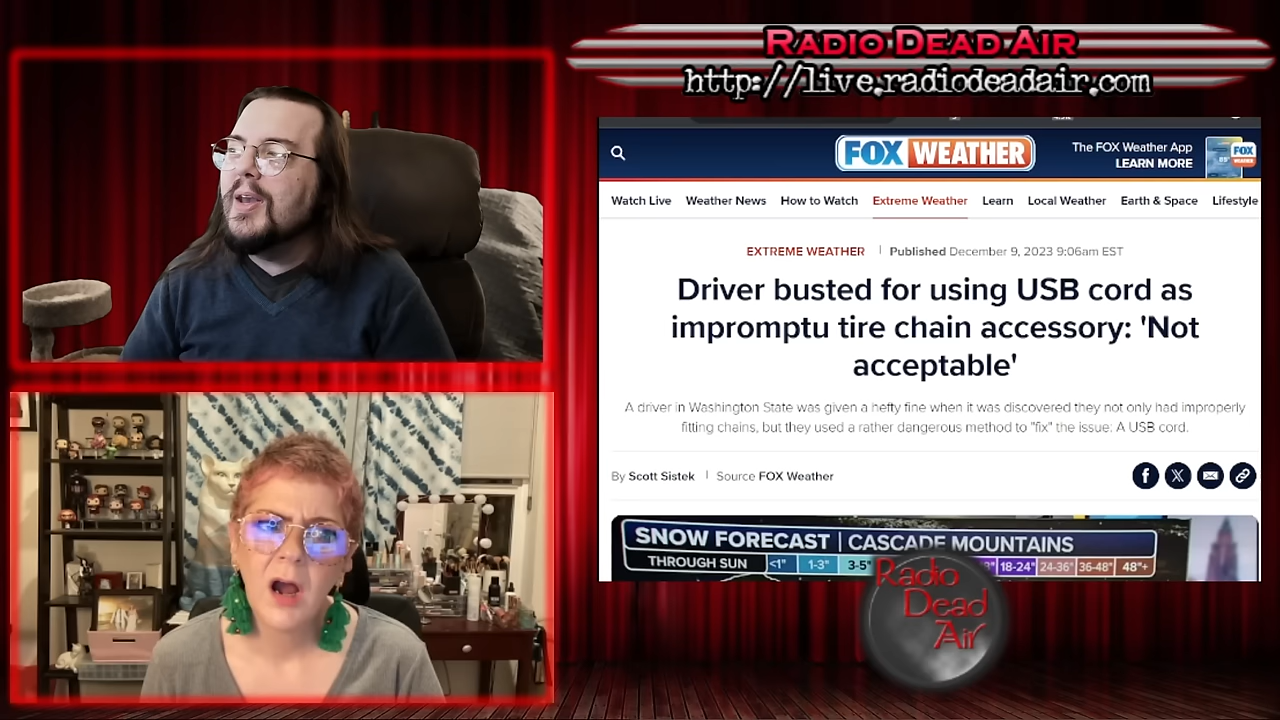 Radio Dead Air
http://live.radiodeadair.com
FOX WEATHER
The FOX Weather App
LEARN MORE
FOX
Watch Live Weather News How to Watch Extreme Weather Learn Local Weather Earth & Space Lifestyle
EXTREME WEATHER | Published December 9, 2023 9:06am EST
Driver busted for using USB cord as
impromptu tire chain accessory: 'Not
acceptable'
A driver in Washington State was given a hefty fine when it was discovered they not only had improperly
fitting chains, but they used a rather dangerous method to "fix" the issue: A USB cord.
By Scott Sistek | Source FOX Weather
SNOW FORECAST | CASCADE MOUNTAINS
THROUGH SUN <1" 1-3" 3-5" 18-24" 24-36" 36-48" 48"+
Radio
Dead
Air